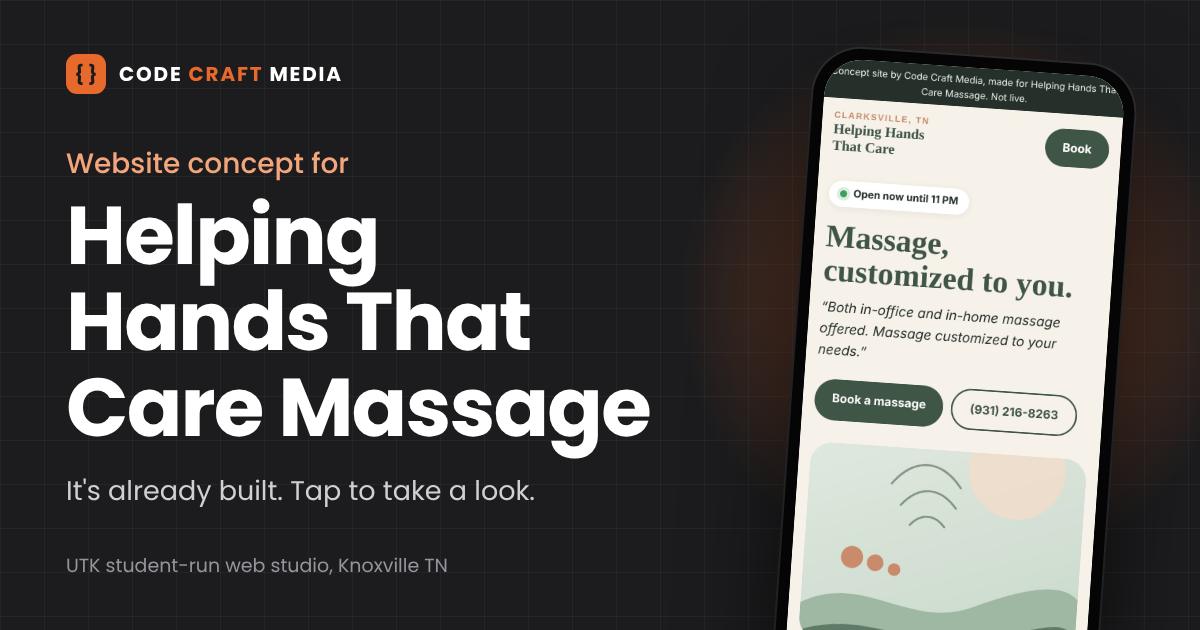 { }
CODE CRAFT MEDIA
Website concept for
Helping
Hands That
Care Massage
It's already built. Tap to take a look.
UTK student-run web studio, Knoxville TN
Concept site by Code Craft Media, made for Helping Hands That
Care Massage. Not live.
CLARKSVILLE, TN
Helping Hands
That Care
Book
Open now until 11 PM
Massage,
customized to you.
“Both in-office and in-home massage
offered. Massage customized to your
needs.”
Book a massage
(931) 216-8263